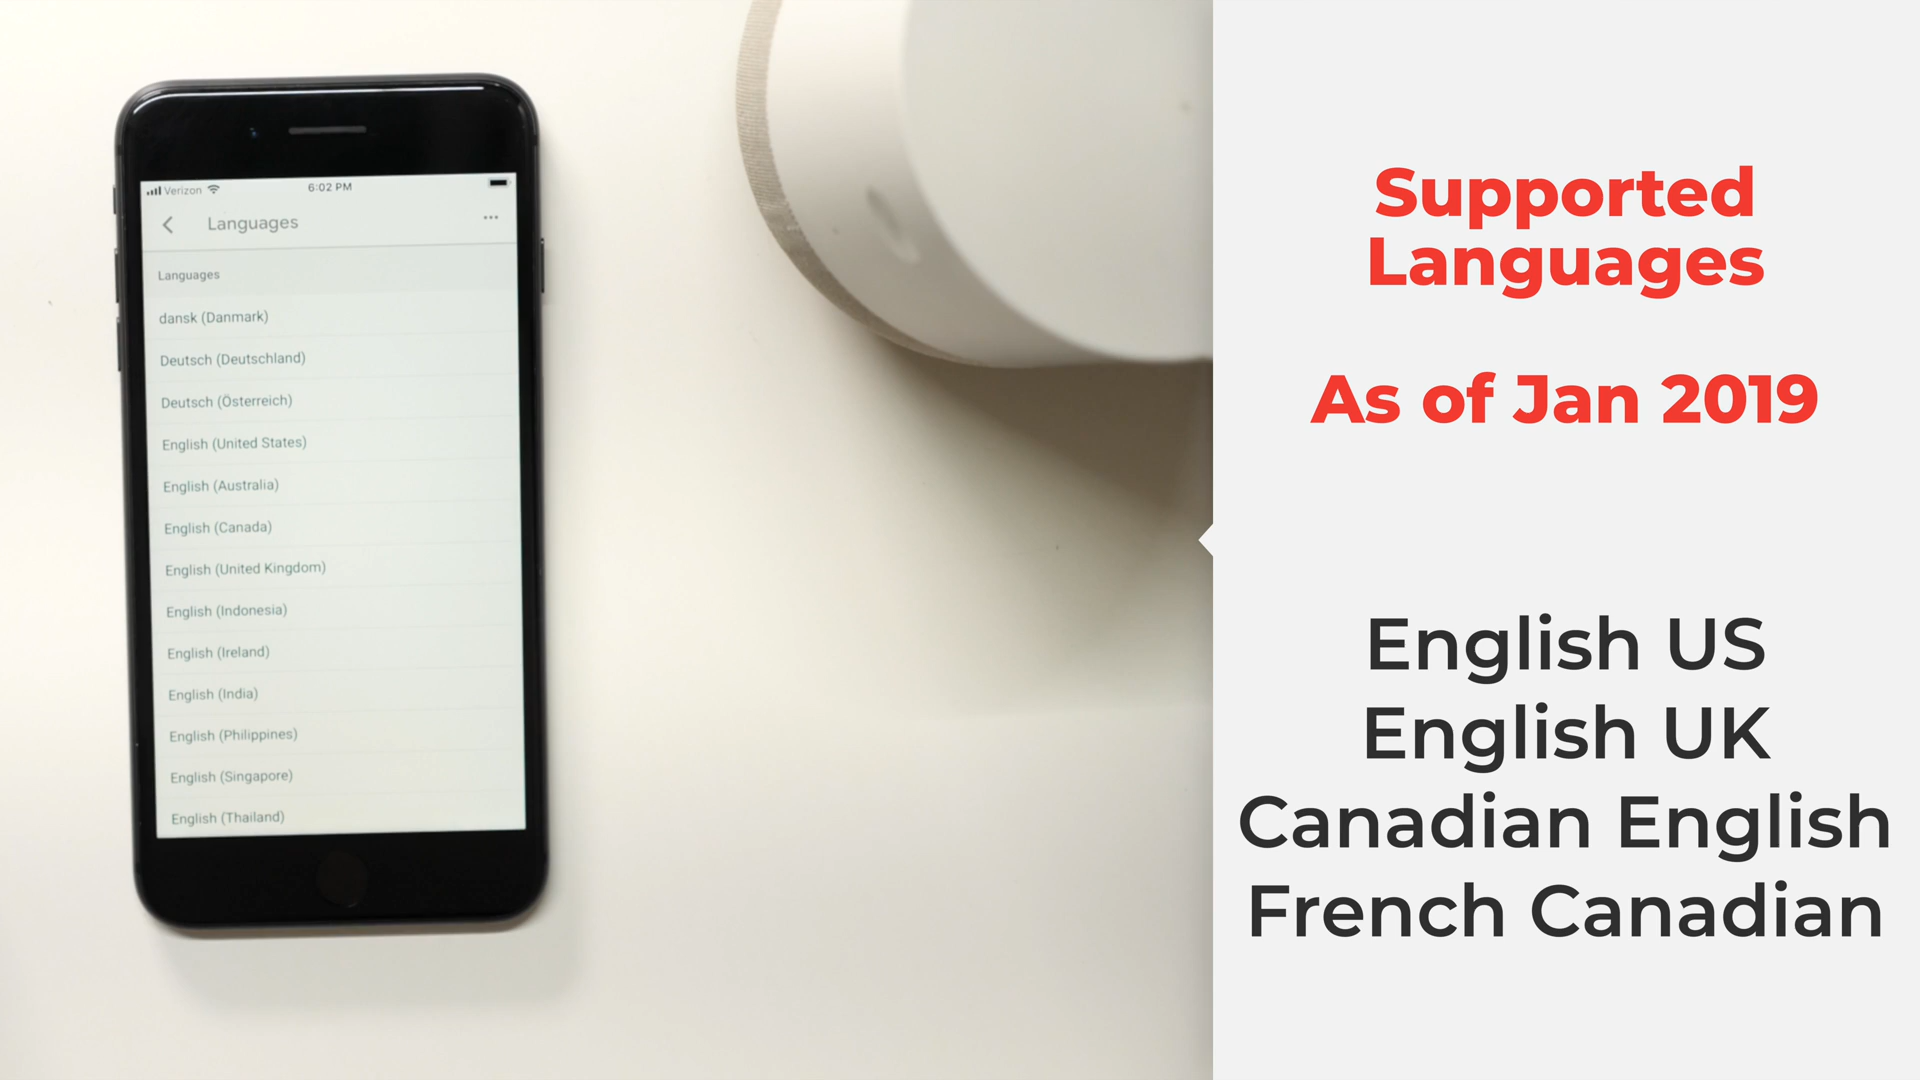 Verizon 6:02 PM
Languages
Languages
dansk (Danmark)
Deutsch (Deutschland)
Deutsch (Österreich)
English (United States)
English (Australia)
English (Canada)
English (United Kingdom)
English (Indonesia)
English (Ireland)
English (India)
English (Philippines)
English (Singapore)
English (Thailand)
Supported
Languages
As of Jan 2019
English US
English UK
Canadian English
French Canadian